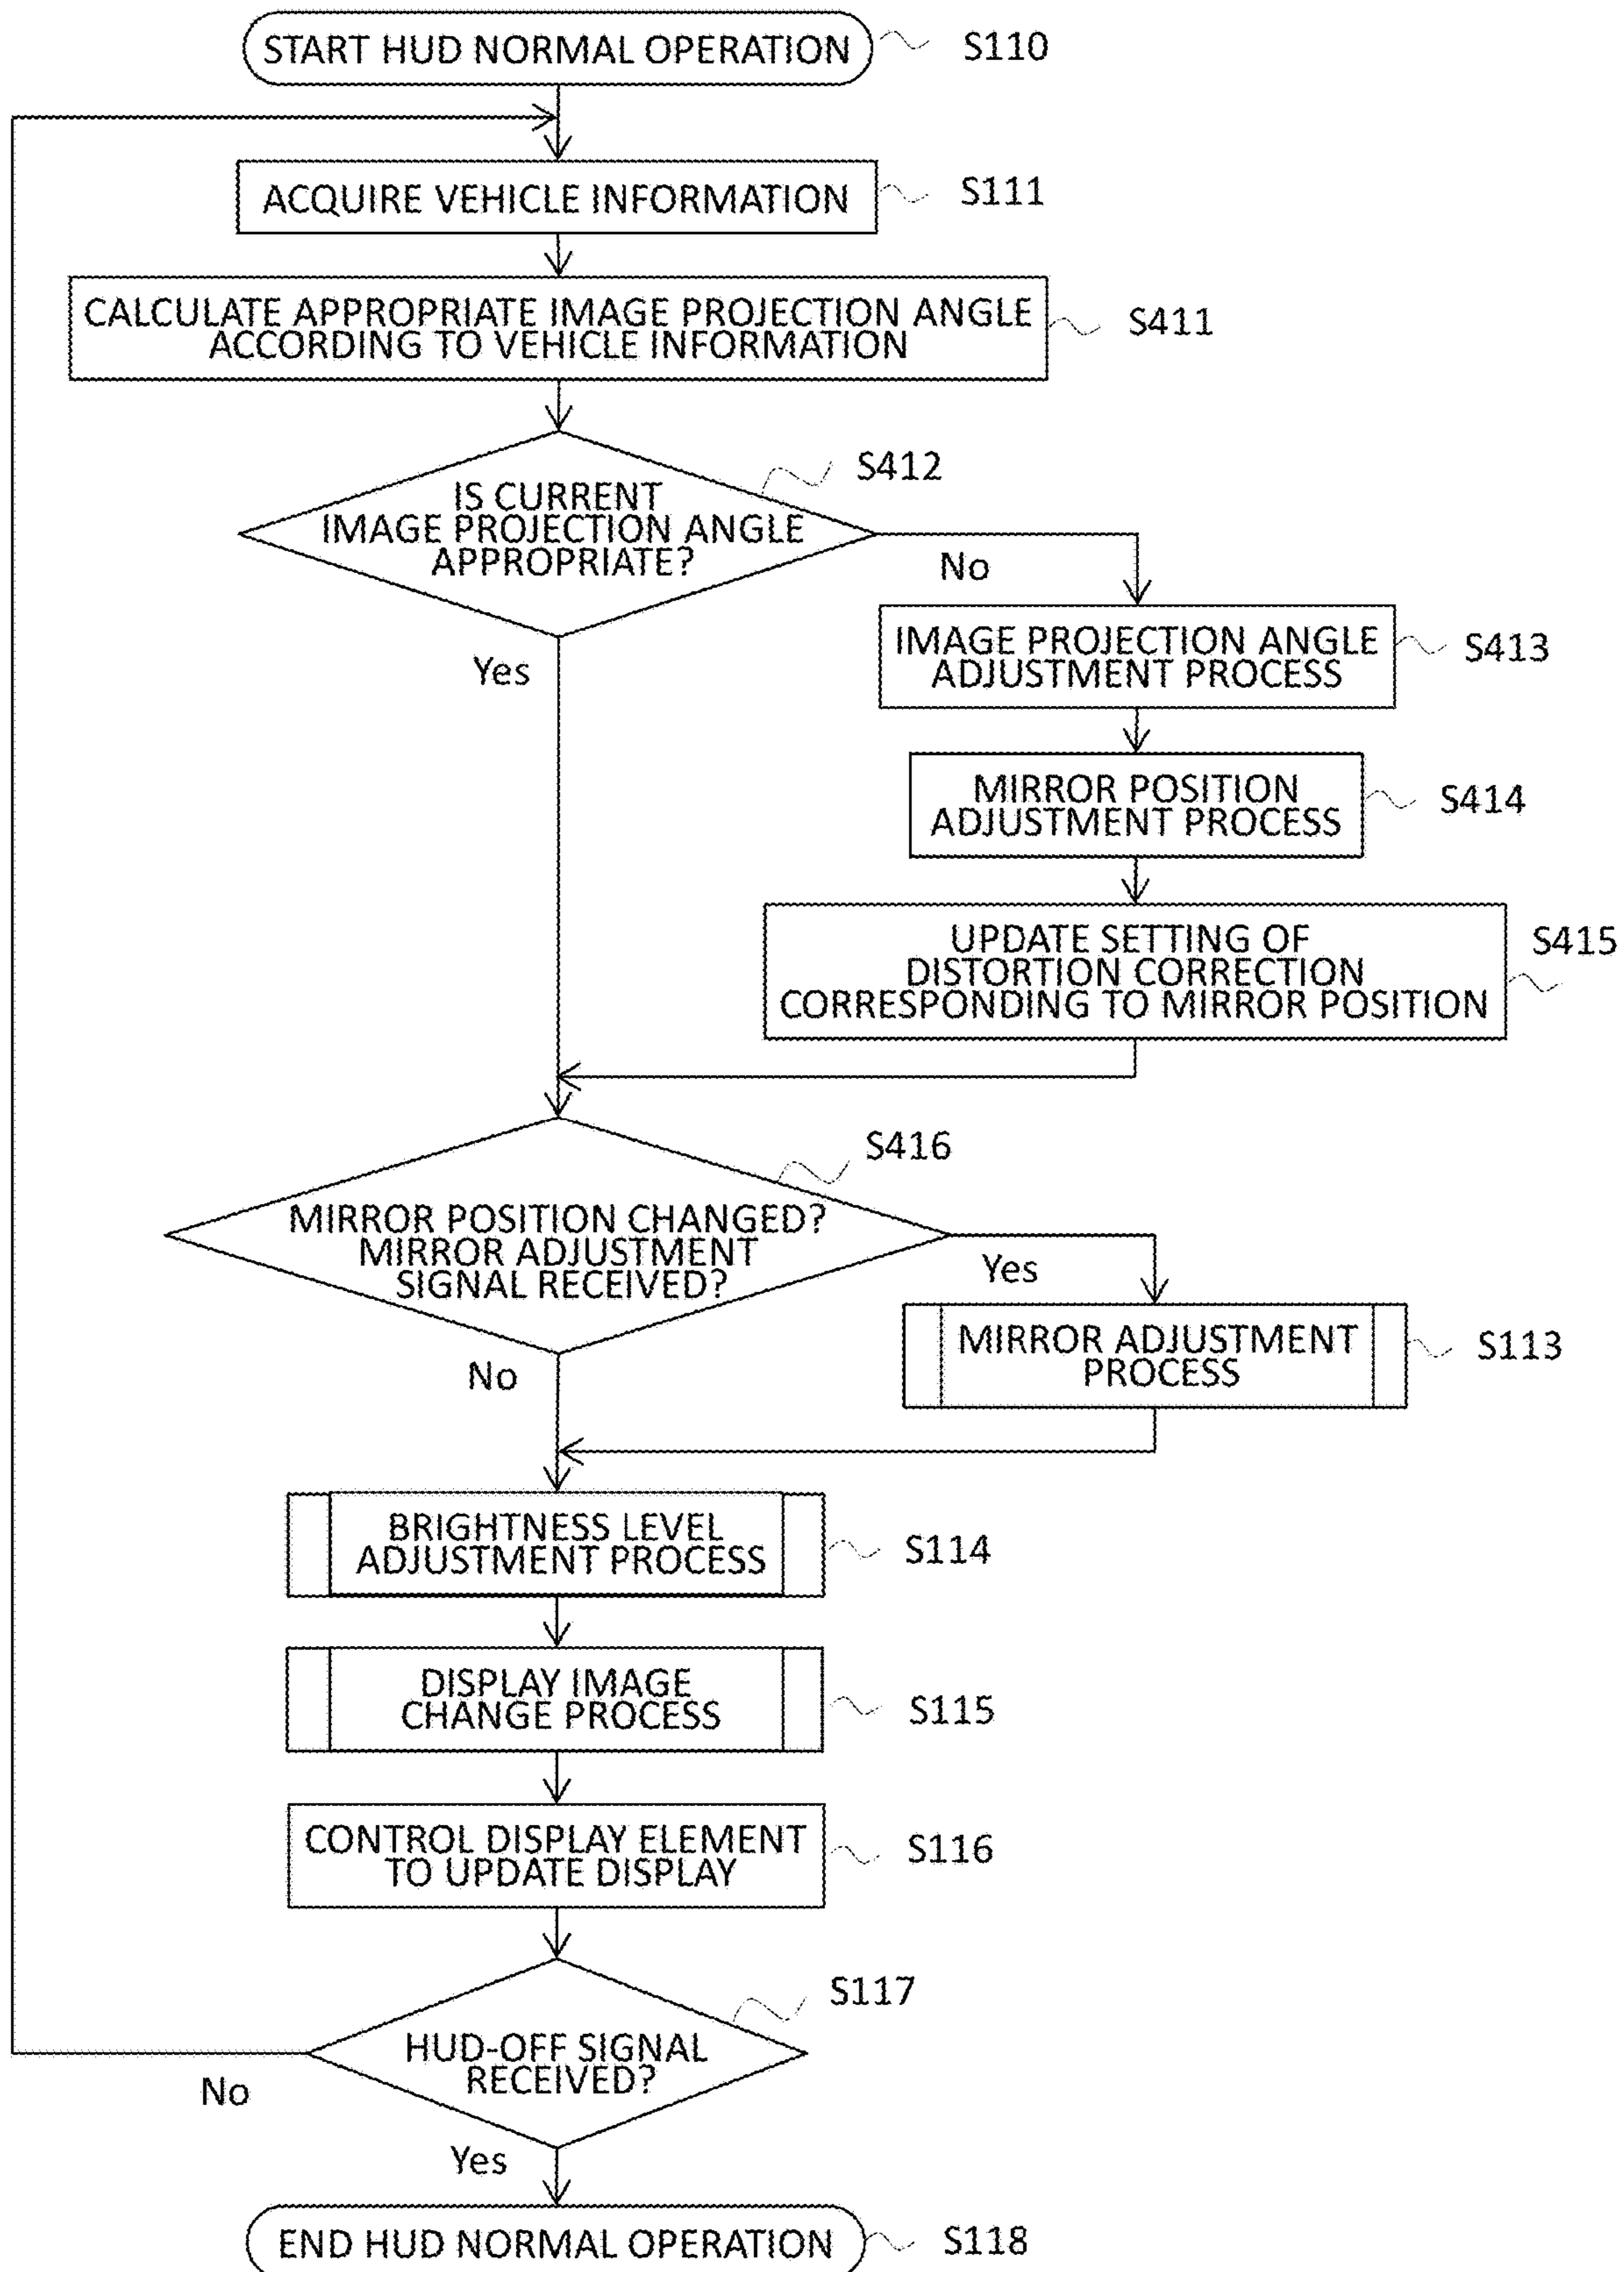 START HUD NORMAL OPERATION
S110
ACQUIRE VEHICLE INFORMATION
S111
CALCULATE APPROPRIATE IMAGE PROJECTION ANGLE
ACCORDING TO VEHICLE INFORMATION
S411
S412
IS CURRENT
IMAGE PROJECTION ANGLE
APPROPRIATE?
No
Yes
IMAGE PROJECTION ANGLE
ADJUSTMENT PROCESS
S413
MIRROR POSITION
ADJUSTMENT PROCESS
S414
UPDATE SETTING OF
DISTORTION CORRECTION
CORRESPONDING TO MIRROR POSITION
S415
S416
MIRROR POSITION CHANGED?
MIRROR ADJUSTMENT
SIGNAL RECEIVED?
Yes
No
MIRROR ADJUSTMENT
PROCESS
S113
BRIGHTNESS LEVEL
ADJUSTMENT PROCESS
S114
DISPLAY IMAGE
CHANGE PROCESS
S115
CONTROL DISPLAY ELEMENT
TO UPDATE DISPLAY
S116
S117
HUD-OFF SIGNAL
RECEIVED?
No
Yes
END HUD NORMAL OPERATION
S118